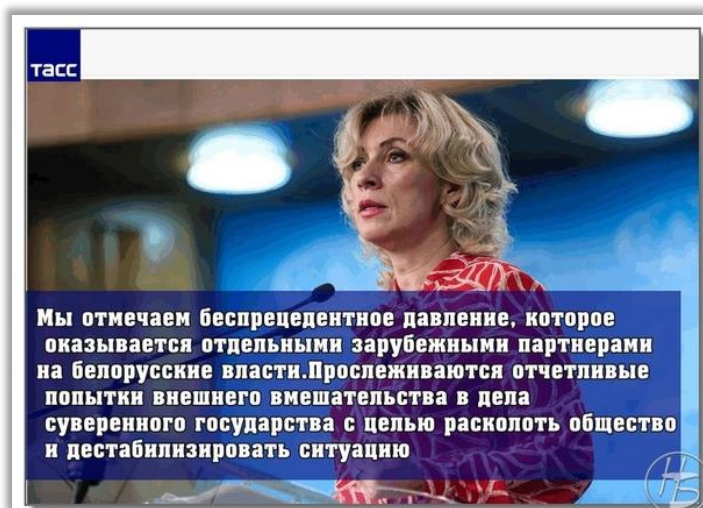 тасс
Мы отмечаем беспрецедентное давление, которое
оказывается отдельными зарубежными партнерами
на белорусские власти.Прослеживаются отчетливые
попытки внешнего вмешательства в дела
суверенного государства с целью расколоть общество
и дестабилизировать ситуацию
НБ